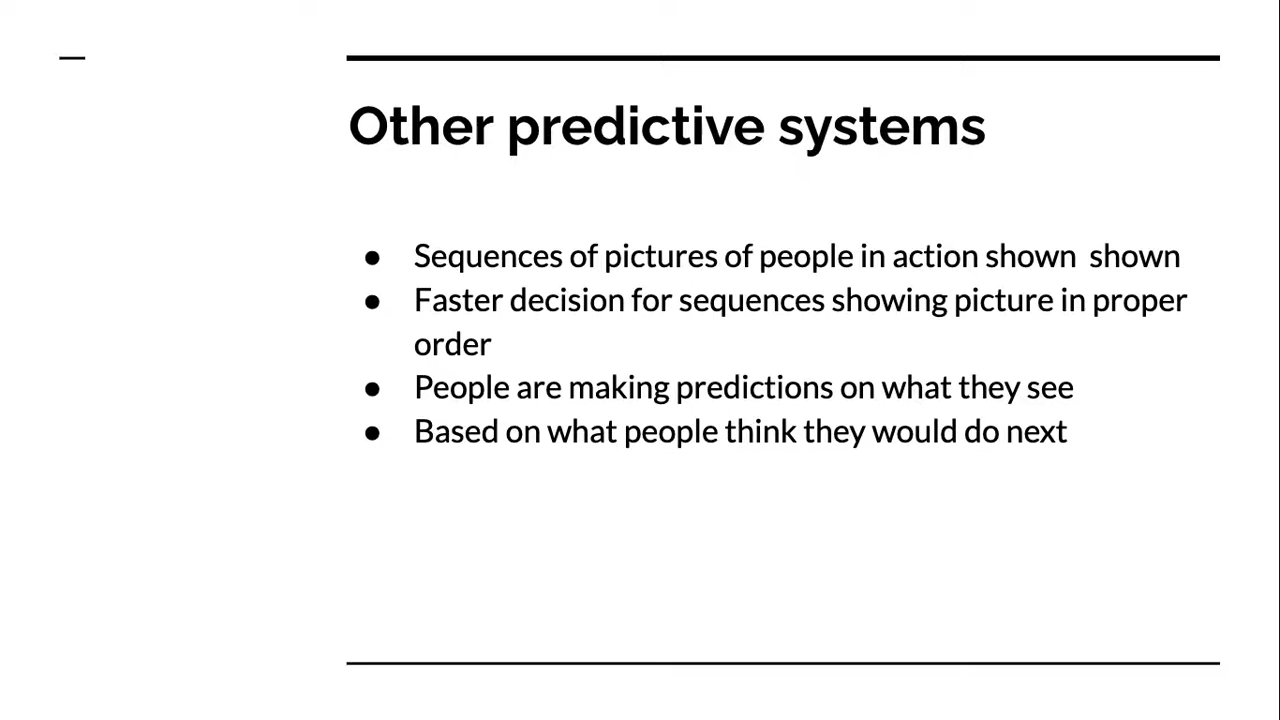 Other predictive systems
● Sequences of pictures of people in action shown  shown
● Faster decision for sequences showing picture in proper
order
● People are making predictions on what they see
● Based on what people think they would do next